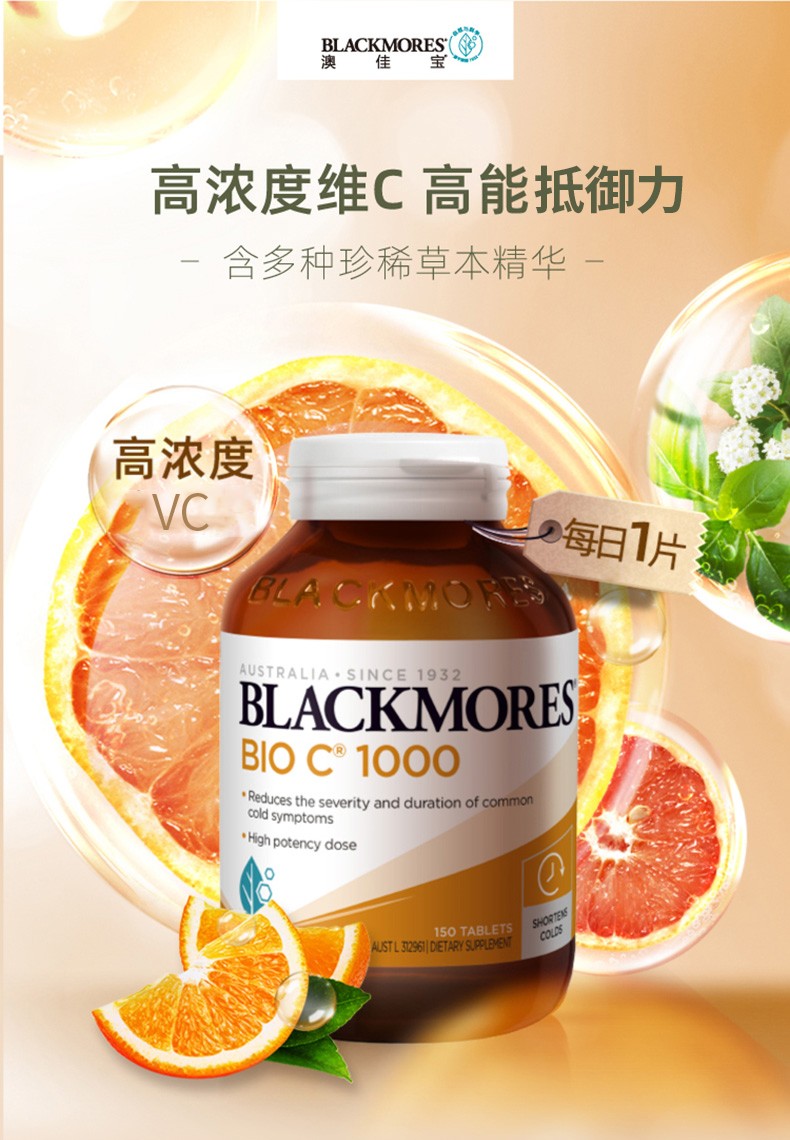 BLACKMORES®
澳佳宝
高浓度维C 高能抵御力
- 含多种珍稀草本精华 -
高浓度
VC
每日1片
BLACKMORES
AUSTRALIA • SINCE 1932
BLACKMORES®
BIO C® 1000
• Reduces the severity and duration of common
cold symptoms
• High potency dose
150 TABLETS
AUST L 312961 | DIETARY SUPPLEMENT
SHORTENS
COLDS